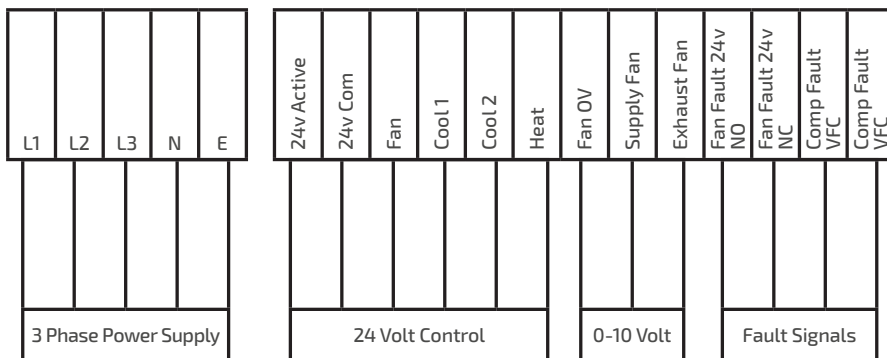 L1
L2
L3
N
E
24v Active
24v Com
Fan
Cool 1
Cool 2
Heat
Fan 0V
Supply Fan
Exhaust Fan
Fan Fault 24v
NO
Fan Fault 24v
NC
Comp Fault
VFC
Comp Fault
VFC
3 Phase Power Supply
24 Volt Control
0-10 Volt
Fault Signals